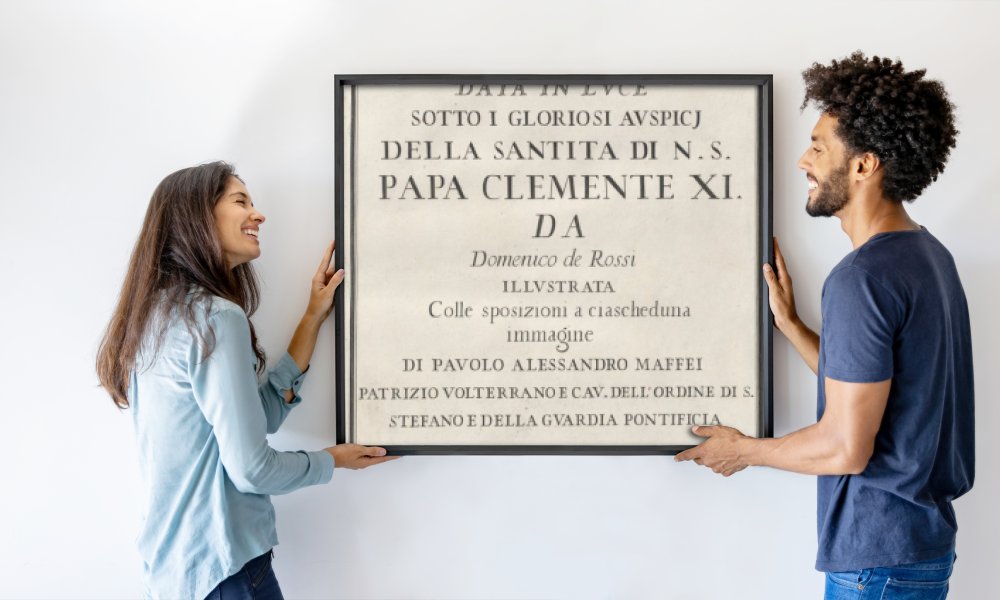 DATA IN LVCE
SOTTO I GLORIOSI AVSPICJ
DELLA SANTITA DI N. S.
PAPA CLEMENTE XI.
DA
Domenico de Rossi
ILLVSTRATA
Colle sposizioni a ciascheduna
immagine
DI PAVOLO ALESSANDRO MAFFEI
PATRIZIO VOLTERRANO E CAV. DELL' ORDINE DI S.
STEFANO E DELLA GVARDIA PONTIFICIA